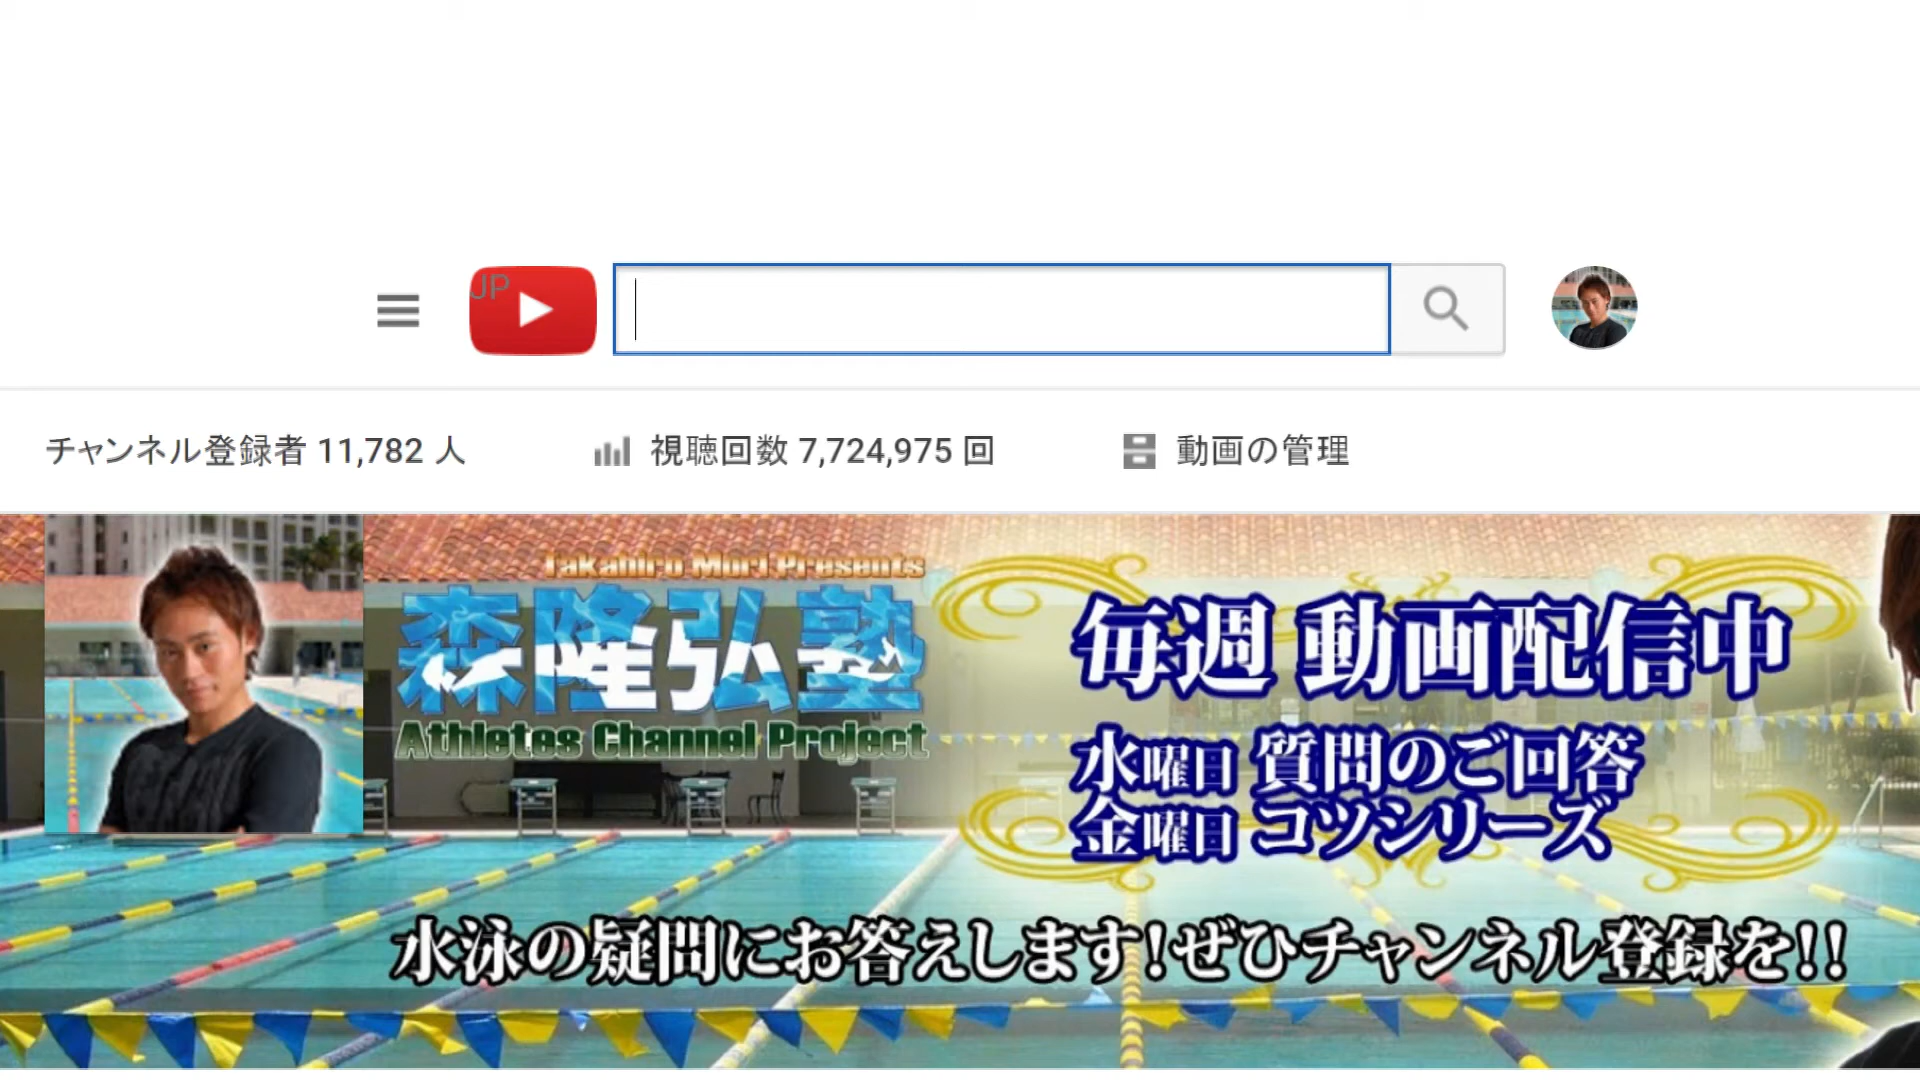 JP
チャンネル登録者 11,782 人
視聴回数 7,724,975 回
動画の管理
Takahiro Mori Presents
森隆弘塾
Athletes Channel Project
毎週 動画配信中
水曜日 質問のご回答
金曜日 コツシリーズ
水泳の疑問にお答えします!ぜひチャンネル登録を!!